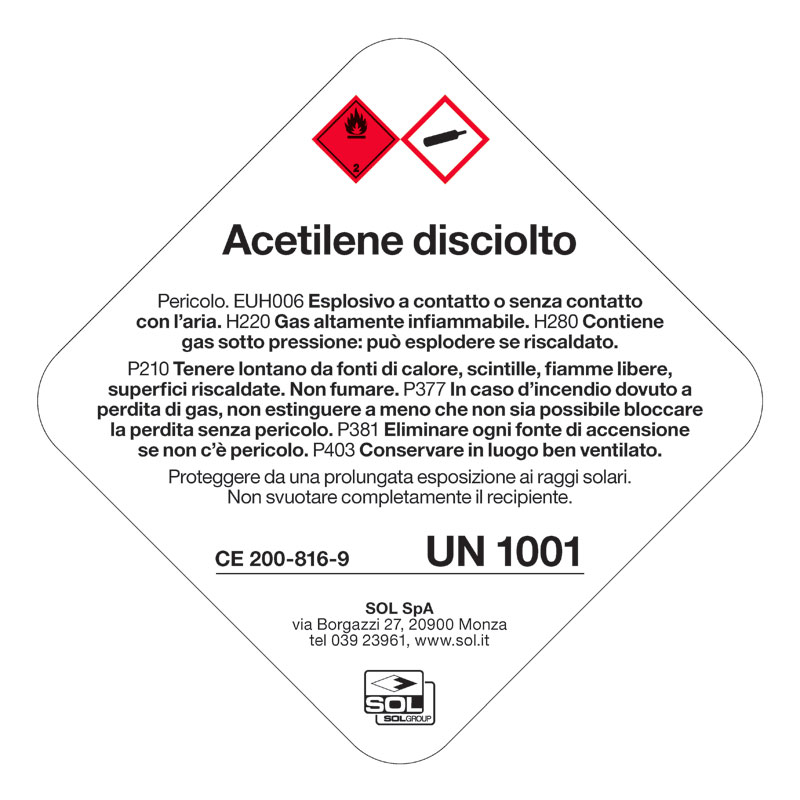 2
Acetilene disciolto
Pericolo. EUH006 Esplosivo a contatto o senza contatto
con l'aria. H220 Gas altamente infiammabile. H280 Contiene
gas sotto pressione: può esplodere se riscaldato.
P210 Tenere lontano da fonti di calore, scintille, fiamme libere,
superfici riscaldate. Non fumare. P377 In caso d'incendio dovuto a
perdita di gas, non estinguere a meno che non sia possibile bloccare
la perdita senza pericolo. P381 Eliminare ogni fonte di accensione
se non c'è pericolo. P403 Conservare in luogo ben ventilato.
Proteggere da una prolungata esposizione ai raggi solari.
Non svuotare completamente il recipiente.
CE 200-816-9 UN 1001
SOL SpA
via Borgazzi 27, 20900 Monza
tel 039 23961, www.sol.it
SOL
SOLGROUP